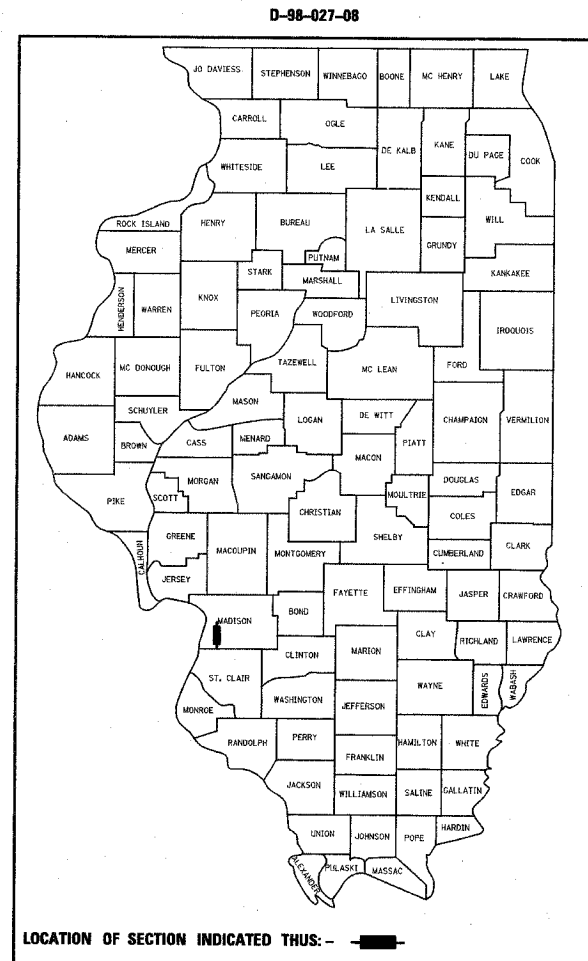 D-98-027-08
JO DAVIESS STEPHENSON WINNEBAGO BOONE MC HENRY LAKE
CARROLL OGLE
DE KALB KANE DU PAGE COOK
WHITESIDE LEE
KENDALL WILL
ROCK ISLAND HENRY BUREAU LA SALLE GRUNDY
MERCER PUTNAM
STARK MARSHALL KANKAKEE
HENDERSON WARREN KNOX PEORIA WOODFORD LIVINGSTON IROQUOIS
HANCOCK MC DONOUGH FULTON TAZEWELL MC LEAN FORD
MASON
SCHUYLER LOGAN DE WITT CHAMPAIGN VERMILION
ADAMS BROWN CASS MENARD MACON PIATT
PIKE SCOTT MORGAN SANGAMON MOULTRIE DOUGLAS EDGAR
CHRISTIAN COLES
CALHOUN GREENE MACOUPIN MONTGOMERY SHELBY CUMBERLAND CLARK
JERSEY FAYETTE EFFINGHAM JASPER CRAWFORD
MADISON BOND
CLAY RICHLAND LAWRENCE
CLINTON MARION
ST. CLAIR WAYNE EDWARDS WABASH
WASHINGTON JEFFERSON
MONROE
RANDOLPH PERRY HAMILTON WHITE
FRANKLIN
JACKSON WILLIAMSON SALINE GALLATIN
UNION JOHNSON POPE HARDIN
ALEXANDER PULASKI MASSAC
LOCATION OF SECTION INDICATED THUS: -